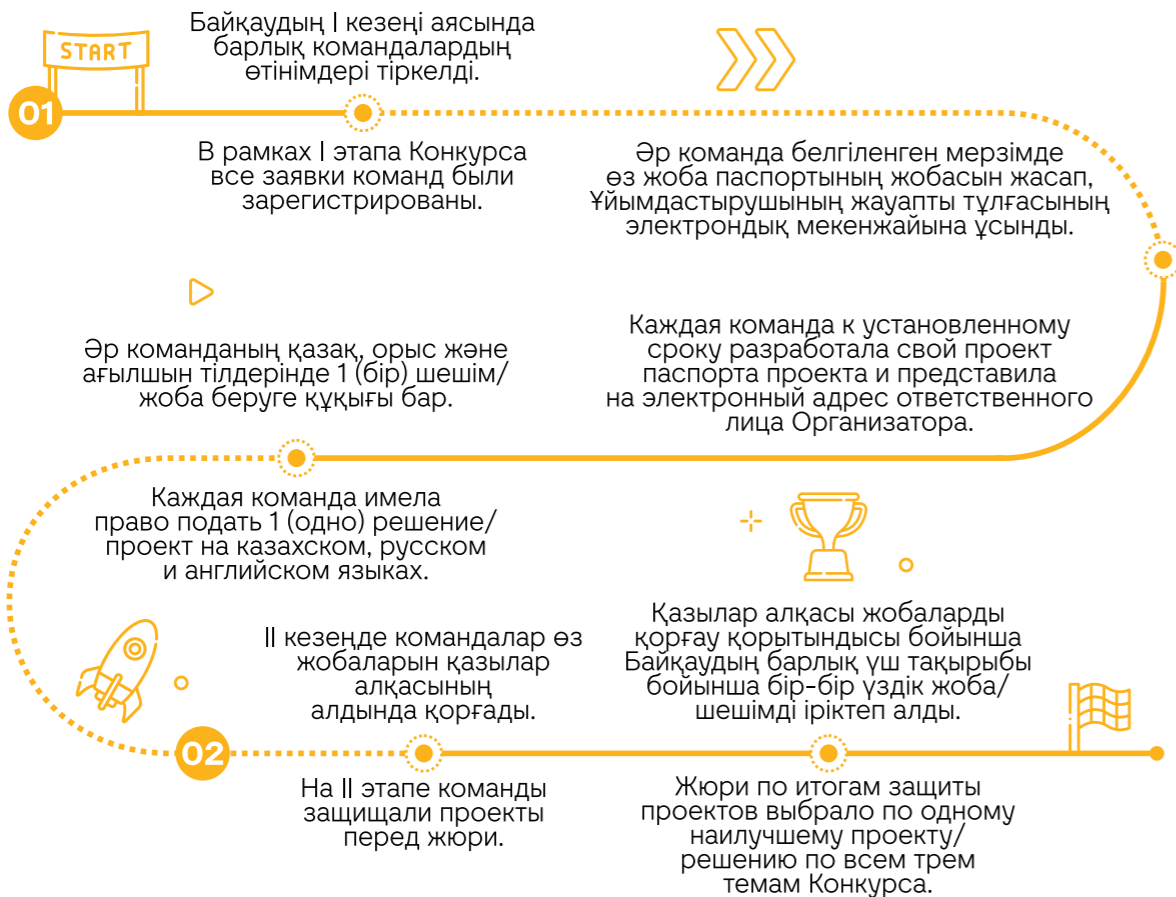 START
01
Байқаудың I кезеңі аясында
барлық командалардың
өтінімдері тіркелді.
В рамках I этапа Конкурса
все заявки команд были
зарегистрированы.
Әр команда белгіленген мерзімде
өз жоба паспортының жобасын жасап,
Ұйымдастырушының жауапты тұлғасының
электрондық мекенжайына ұсынды.
Каждая команда к установленному
сроку разработала свой проект
паспорта проекта и представила
на электронный адрес ответственного
лица Организатора.
Әр команданың қазақ, орыс және
ағылшын тілдерінде 1 (бір) шешім/
жоба беруге құқығы бар.
Каждая команда имела
право подать 1 (одно) решение/
проект на казахском, русском
и английском языках.
02
II кезеңде командалар өз
жобаларын қазылар
алқасының
алдында қорғады.
На II этапе команды
защищали проекты
перед жюри.
Қазылар алқасы жобаларды
қорғау қорытындысы бойынша
Байқаудың барлық үш тақырыбы
бойынша бір-бір үздік жоба/
шешімді іріктеп алды.
Жюри по итогам защиты
проектов выбрало по одному
наилучшему проекту/
решению по всем трем
темам Конкурса.